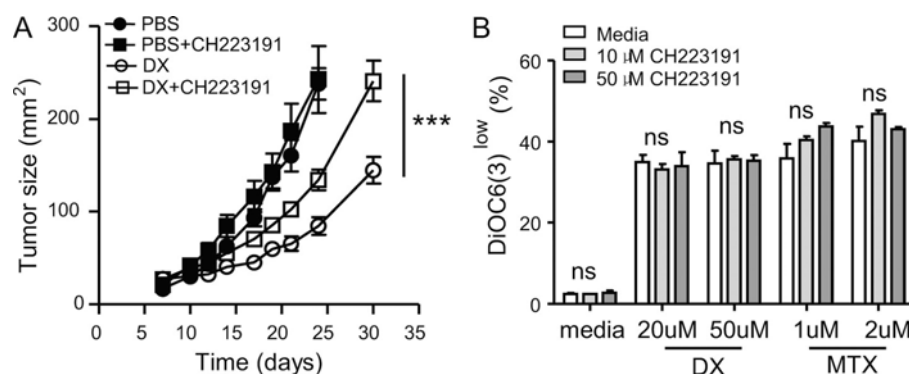 A
PBS
PBS+CH223191
DX
DX+CH223191
Tumor size (mm²)
300
200
100
0
***
0 5 10 15 20 25 30 35
Time (days)
B
Media
10 µM CH223191
50 µM CH223191
DiOC6(3)low (%)
60
40
20
0
ns
ns
ns
ns
ns
media 20uM 50uM 1uM 2uM
DX MTX